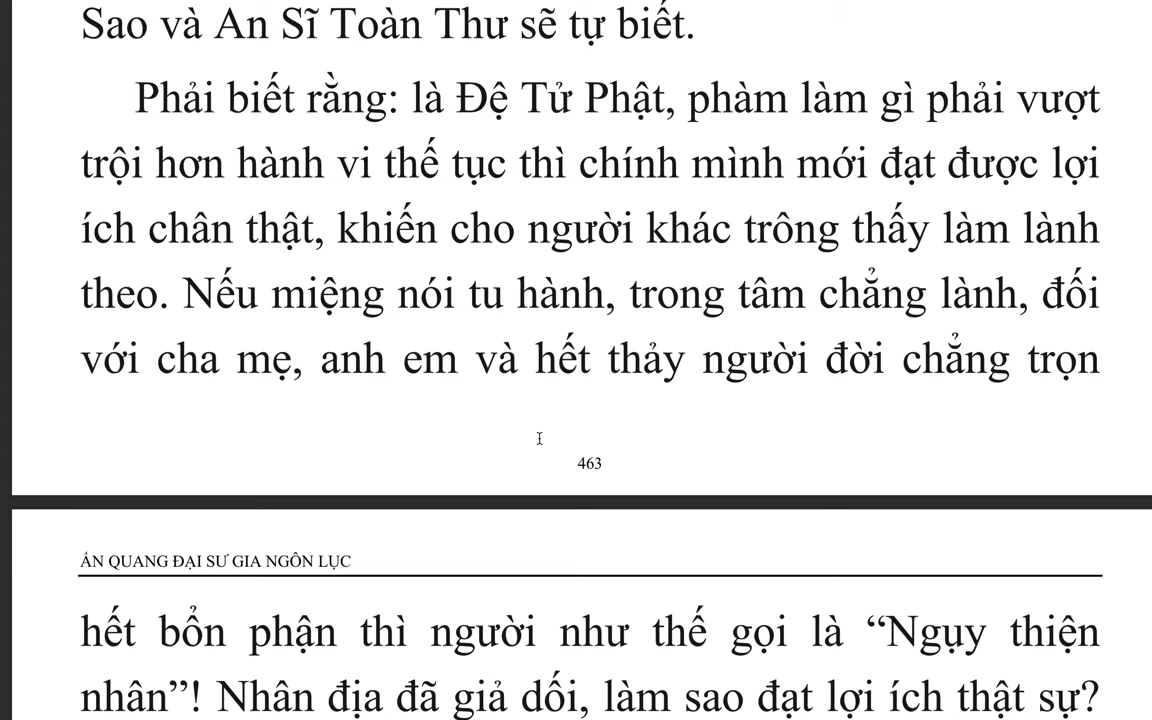 Sao và An Sĩ Toàn Thư sẽ tự biết.
Phải biết rằng: là Đệ Tử Phật, phàm làm gì phải vượt
trội hơn hành vi thế tục thì chính mình mới đạt được lợi
ích chân thật, khiến cho người khác trông thấy làm lành
theo. Nếu miệng nói tu hành, trong tâm chẳng lành, đối
với cha mẹ, anh em và hết thảy người đời chẳng trọn
463
ẤN QUANG ĐẠI SƯ GIA NGÔN LỤC
hết bổn phận thì người như thế gọi là “Ngụy thiện
nhân”! Nhân địa đã giả dối, làm sao đạt lợi ích thật sự?